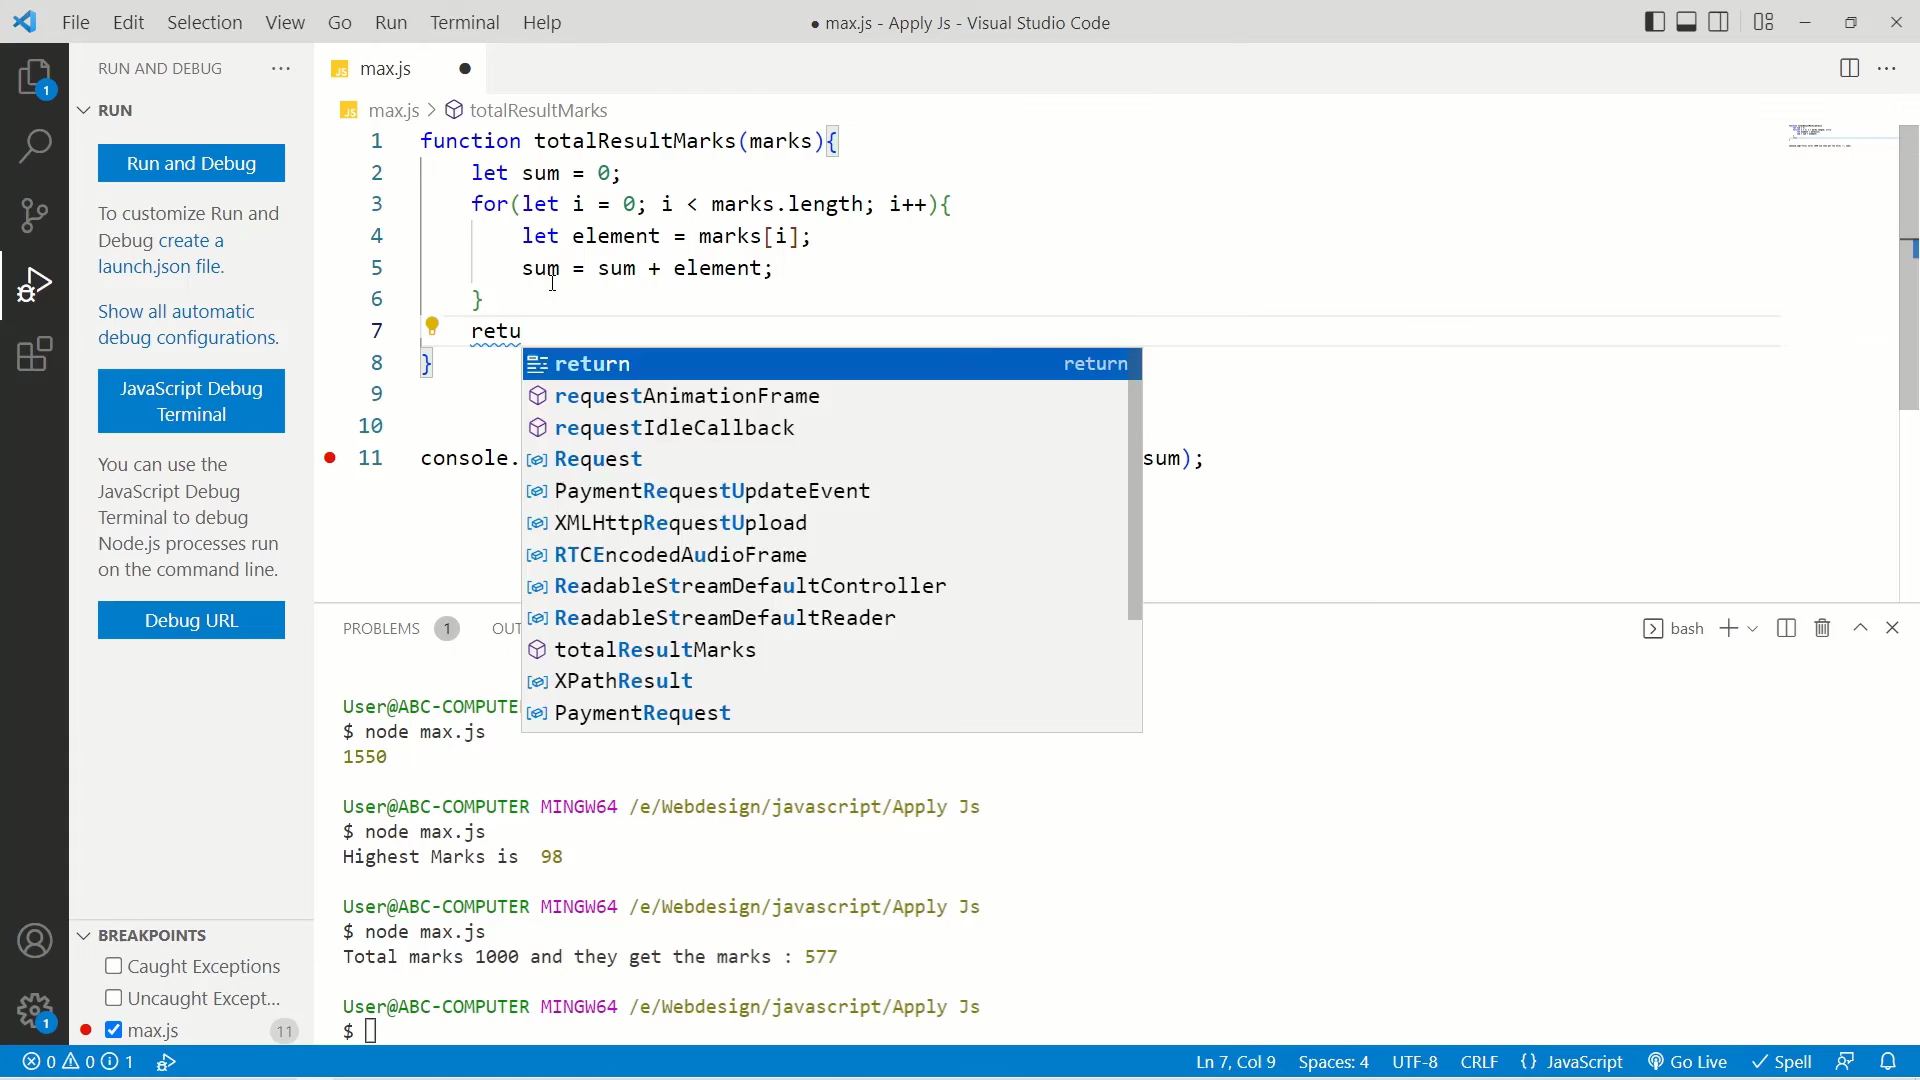 File Edit Selection View Go Run Terminal Help
● max.js - Apply Js - Visual Studio Code
RUN AND DEBUG ···
RUN
Run and Debug
To customize Run and
Debug create a
launch.json file.
Show all automatic
debug configurations.
JavaScript Debug
Terminal
You can use the
JavaScript Debug
Terminal to debug
Node.js processes run
on the command line.
Debug URL
BREAKPOINTS
Caught Exceptions
Uncaught Except...
max.js 11
1
1
JS max.js ●
JS max.js > totalResultMarks
1 function totalResultMarks(marks){
2 let sum = 0;
3 for(let i = 0; i < marks.length; i++){
4 let element = marks[i];
5 sum = sum + element;
6 }
7 retu
8 }
9
10
11 console. sum);
return return
requestAnimationFrame
requestIdleCallback
Request
PaymentRequestUpdateEvent
XMLHttpRequestUpload
RTCEncodedAudioFrame
ReadableStreamDefaultController
ReadableStreamDefaultReader
totalResultMarks
XPathResult
PaymentRequest
PROBLEMS 1 OUT bash
User@ABC-COMPUTE
$ node max.js
1550
User@ABC-COMPUTER MINGW64 /e/Webdesign/javascript/Apply Js
$ node max.js
Highest Marks is 98
User@ABC-COMPUTER MINGW64 /e/Webdesign/javascript/Apply Js
$ node max.js
Total marks 1000 and they get the marks : 577
User@ABC-COMPUTER MINGW64 /e/Webdesign/javascript/Apply Js
$
0 0 1 Ln 7, Col 9 Spaces: 4 UTF-8 CRLF {} JavaScript Go Live Spell